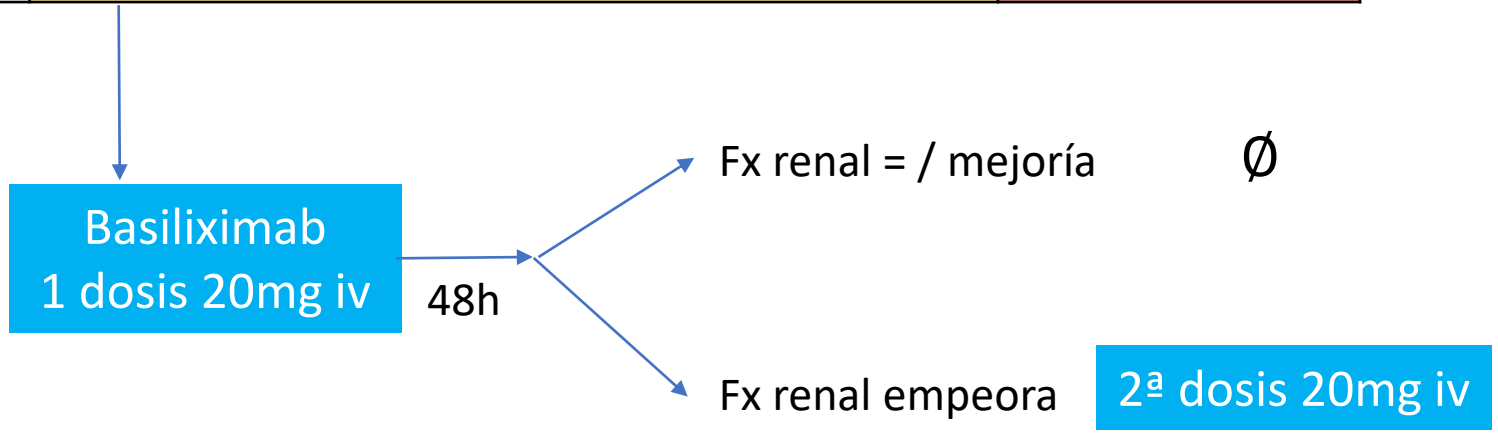 Fx renal = / mejoría Ø
Basiliximab
1 dosis 20mg iv
48h
Fx renal empeora 2ª dosis 20mg iv